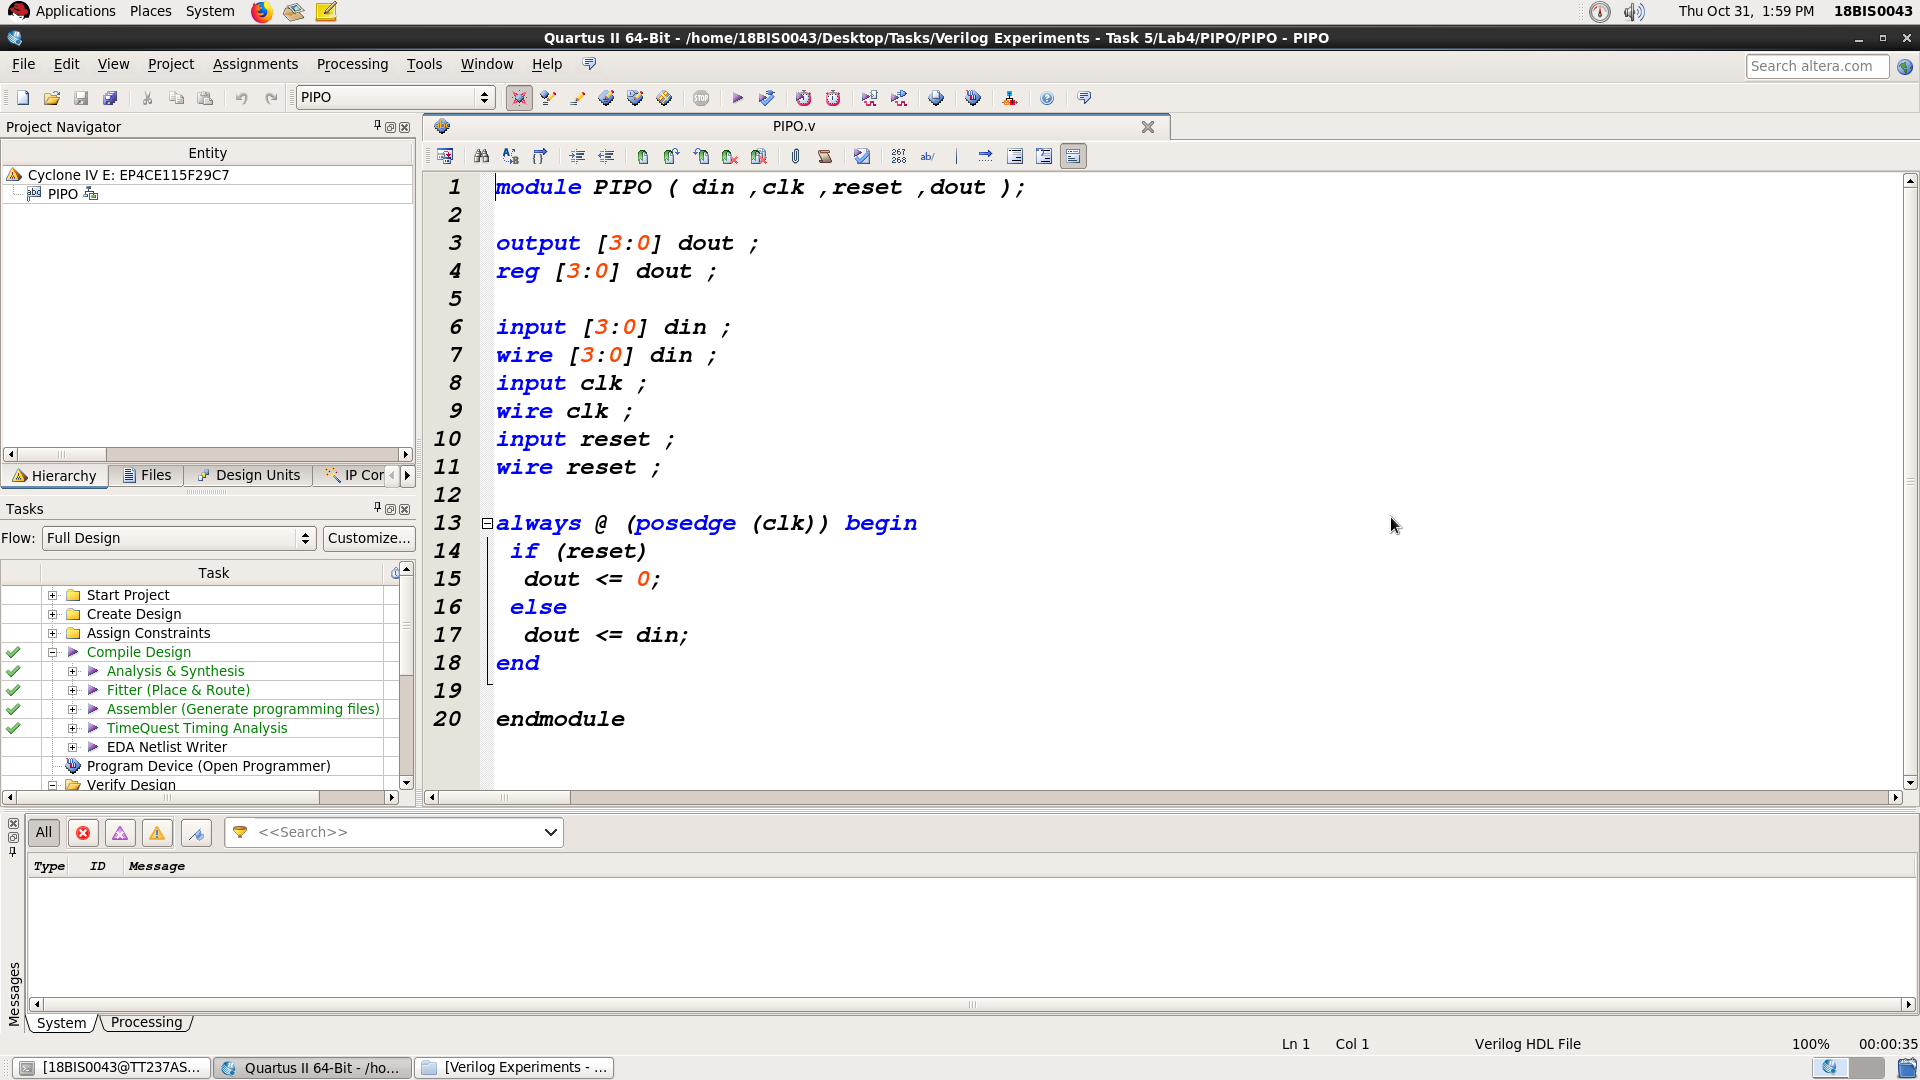 Applications Places System Thu Oct 31, 1:59 PM 18BIS0043
Quartus II 64-Bit - /home/18BIS0043/Desktop/Tasks/Verilog Experiments - Task 5/Lab4/PIPO/PIPO - PIPO
File Edit View Project Assignments Processing Tools Window Help Search altera.com
PIPO STOP
Project Navigator
Entity
Cyclone IV E: EP4CE115F29C7
abc PIPO
Hierarchy Files Design Units IP Cor
Tasks
Flow: Full Design Customize...
Task
Start Project
Create Design
Assign Constraints
Compile Design
Analysis & Synthesis
Fitter (Place & Route)
Assembler (Generate programming files)
TimeQuest Timing Analysis
EDA Netlist Writer
Program Device (Open Programmer)
Verify Design
PIPO.v
267 268 ab/
1 module PIPO ( din ,clk ,reset ,dout );
2
3 output [3:0] dout ;
4 reg [3:0] dout ;
5
6 input [3:0] din ;
7 wire [3:0] din ;
8 input clk ;
9 wire clk ;
10 input reset ;
11 wire reset ;
12
13 always @ (posedge (clk)) begin
14 if (reset)
15 dout <= 0;
16 else
17 dout <= din;
18 end
19
20 endmodule
All <<Search>>
Type ID Message
Messages
System Processing
Ln 1 Col 1 Verilog HDL File 100% 00:00:35
[18BIS0043@TT237AS... Quartus II 64-Bit - /ho... [Verilog Experiments - ...